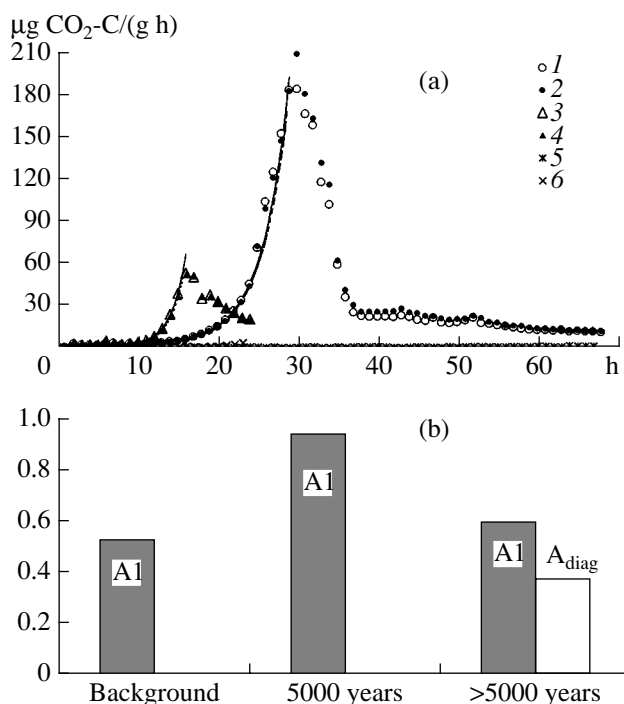 μg CO₂-C/(g h)
210
180
150
120
90
60
30
0
10
20
30
40
50
60
h
(a)
1
2
3
4
5
6
(b)
1.0
0.8
0.6
0.4
0.2
0
A1
A1
A1
A_diag
Background
5000 years
>5000 years